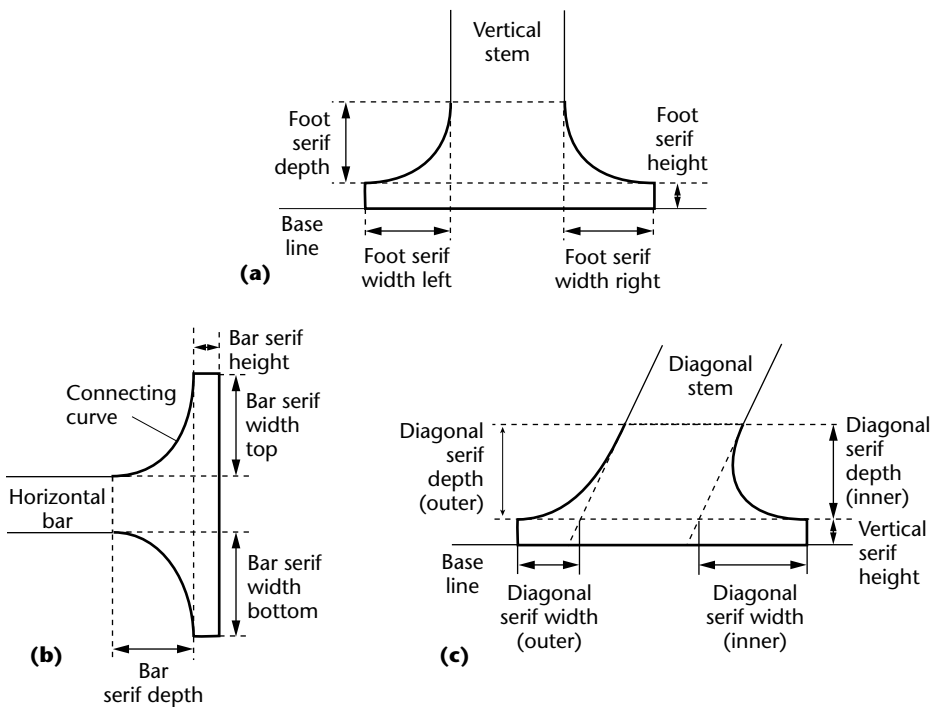 Vertical
stem
Foot
serif
depth
Foot
serif
height
Base
line
Foot serif
width left
Foot serif
width right
(a)
Bar serif
height
Connecting
curve
Bar serif
width
top
Horizontal
bar
Bar serif
width
bottom
Bar
serif depth
(b)
Diagonal
stem
Diagonal
serif
depth
(outer)
Diagonal
serif
depth
(inner)
Vertical
serif
height
Base
line
Diagonal
serif width
(outer)
Diagonal
serif width
(inner)
(c)